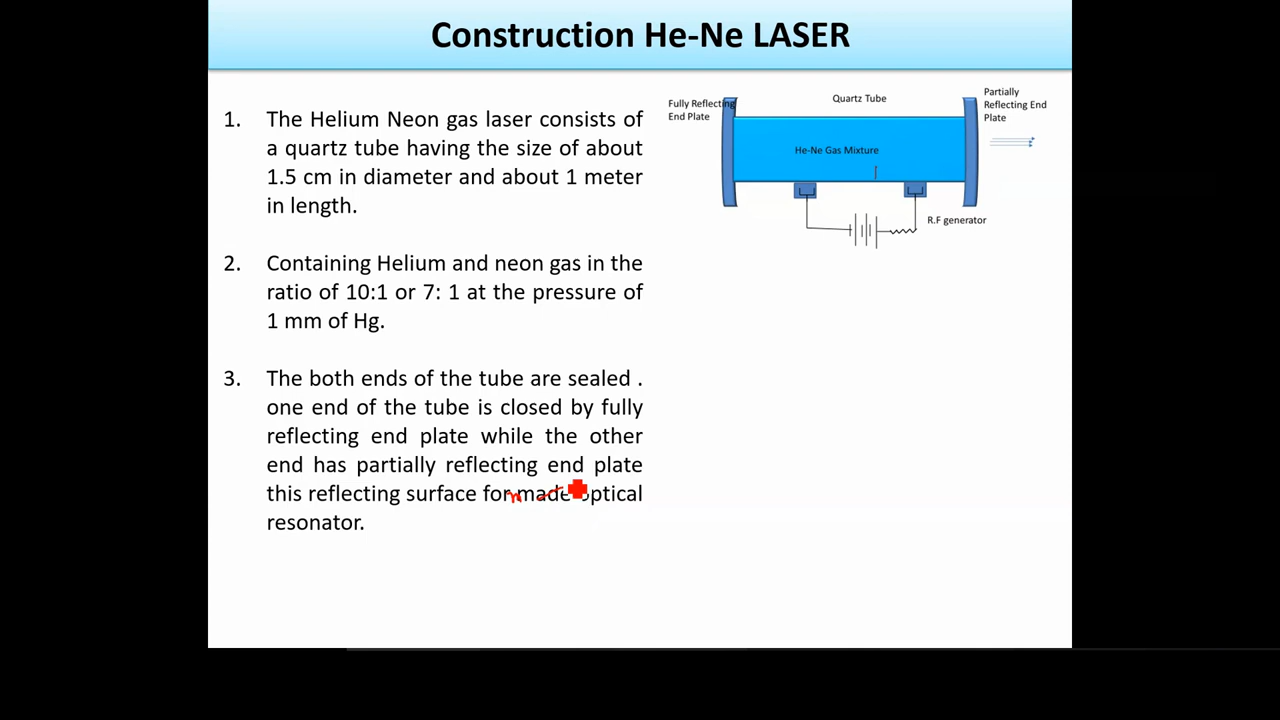 Construction He-Ne LASER
1. The Helium Neon gas laser consists of
a quartz tube having the size of about
1.5 cm in diameter and about 1 meter
in length.
2. Containing Helium and neon gas in the
ratio of 10:1 or 7: 1 at the pressure of
1 mm of Hg.
3. The both ends of the tube are sealed .
one end of the tube is closed by fully
reflecting end plate while the other
end has partially reflecting end plate
this reflecting surface for made optical
resonator.
Fully Reflecting
End Plate
Quartz Tube
Partially
Reflecting End
Plate
He-Ne Gas Mixture
R.F generator